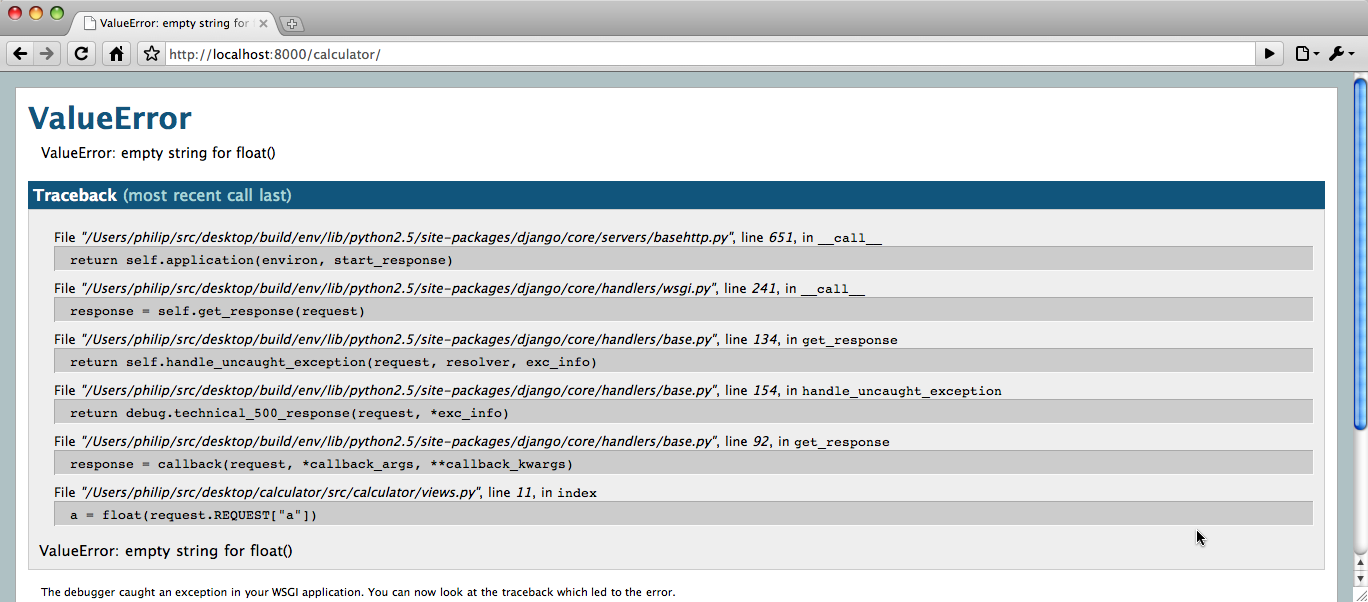 ValueError: empty string for
http://localhost:8000/calculator/
ValueError
ValueError: empty string for float()
Traceback (most recent call last)
File "/Users/philip/src/desktop/build/env/lib/python2.5/site-packages/django/core/servers/basehttp.py", line 651, in __call__
return self.application(environ, start_response)
File "/Users/philip/src/desktop/build/env/lib/python2.5/site-packages/django/core/handlers/wsgi.py", line 241, in __call__
response = self.get_response(request)
File "/Users/philip/src/desktop/build/env/lib/python2.5/site-packages/django/core/handlers/base.py", line 134, in get_response
return self.handle_uncaught_exception(request, resolver, exc_info)
File "/Users/philip/src/desktop/build/env/lib/python2.5/site-packages/django/core/handlers/base.py", line 154, in handle_uncaught_exception
return debug.technical_500_response(request, *exc_info)
File "/Users/philip/src/desktop/build/env/lib/python2.5/site-packages/django/core/handlers/base.py", line 92, in get_response
response = callback(request, *callback_args, **callback_kwargs)
File "/Users/philip/src/desktop/calculator/src/calculator/views.py", line 11, in index
a = float(request.REQUEST["a"])
ValueError: empty string for float()
The debugger caught an exception in your WSGI application. You can now look at the traceback which led to the error.